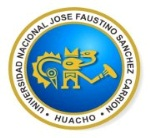 UNIVERSIDAD NACIONAL JOSE FAUSTINO SANCHEZ CARRION
• HUACHO •